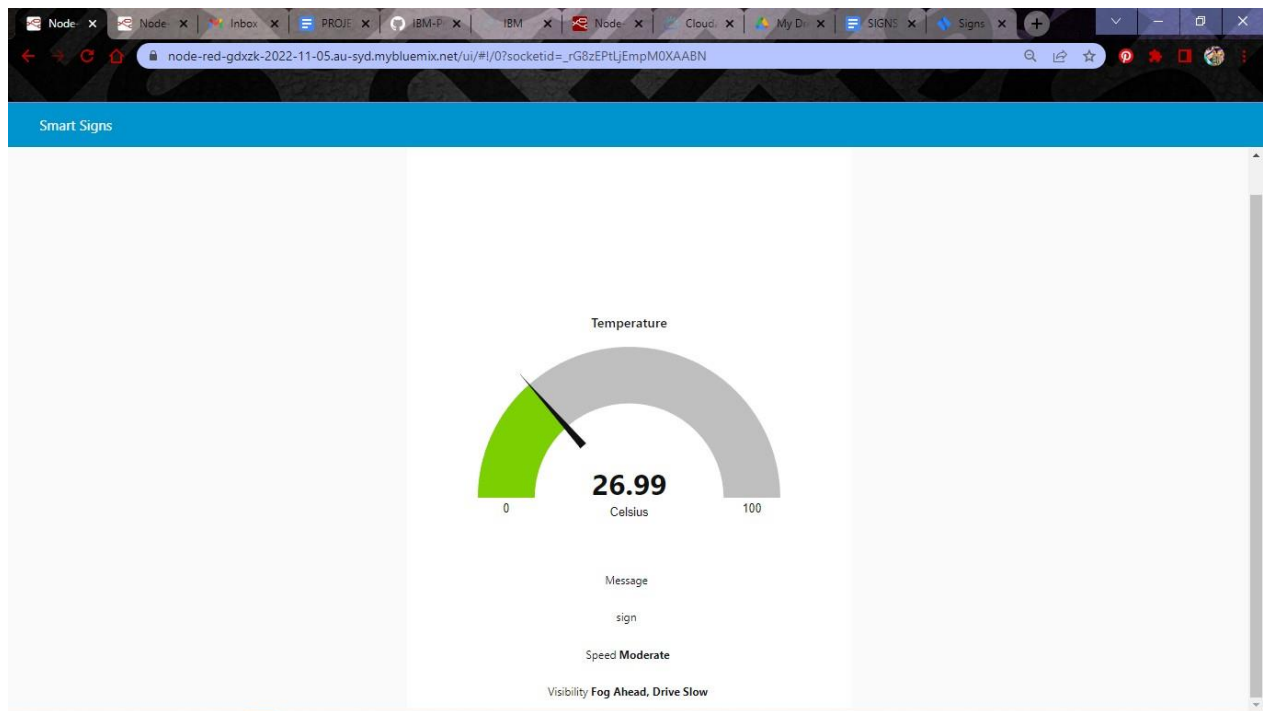 Node- Node- Inbox PROJE IBM-P IBM Node- Cloud My Dr SIGNS Signs
node-red-gdxzk-2022-11-05.au-syd.mybluemix.net/ui/#!/0?socketid=_rG8zEPtLjEmpM0XAABN
Smart Signs
Temperature
26.99
0 Celsius 100
Message
sign
Speed Moderate
Visibility Fog Ahead, Drive Slow